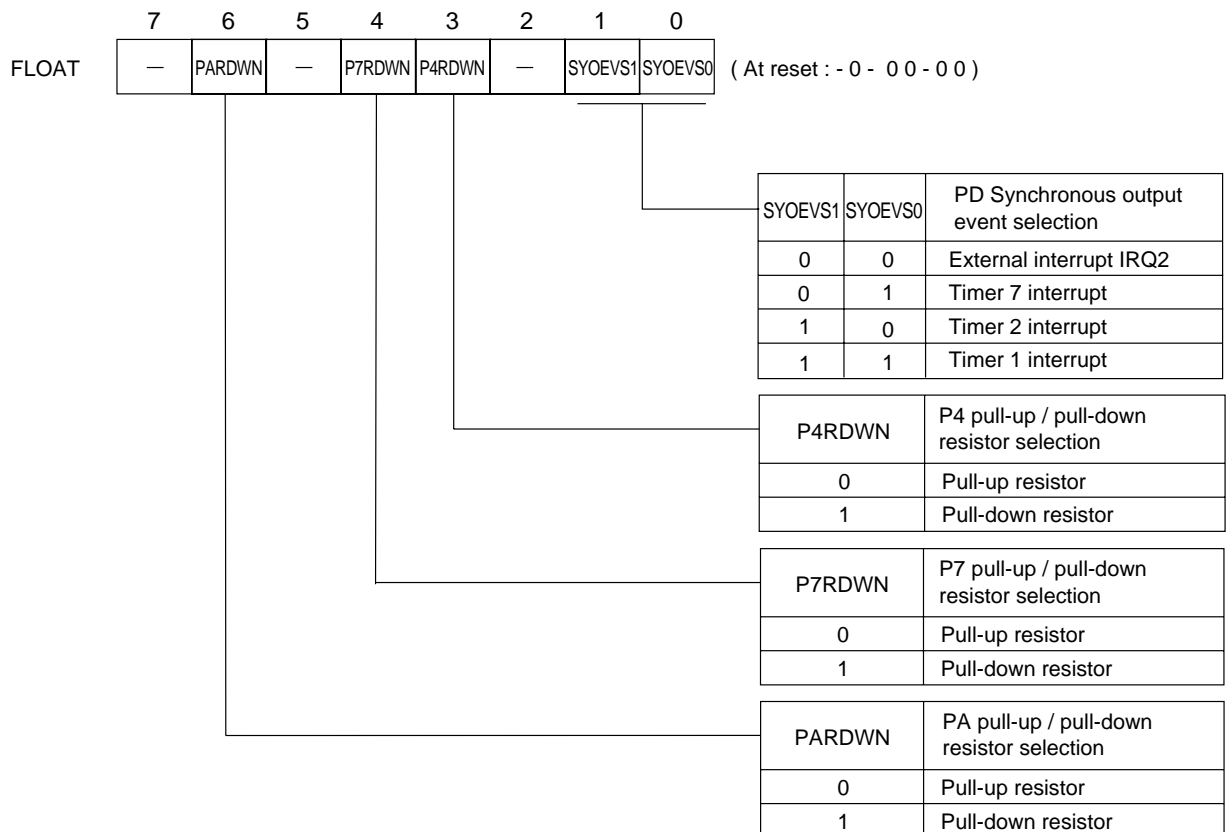 7 6 5 4 3 2 1 0
FLOAT — PARDWN — P7RDWN P4RDWN — SYOEVS1 SYOEVS0 ( At reset : - 0 - 0 0 - 0 0 )
SYOEVS1 SYOEVS0 PD Synchronous output
event selection
0 0 External interrupt IRQ2
0 1 Timer 7 interrupt
1 0 Timer 2 interrupt
1 1 Timer 1 interrupt
P4RDWN P4 pull-up / pull-down
resistor selection
0 Pull-up resistor
1 Pull-down resistor
P7RDWN P7 pull-up / pull-down
resistor selection
0 Pull-up resistor
1 Pull-down resistor
PARDWN PA pull-up / pull-down
resistor selection
0 Pull-up resistor
1 Pull-down resistor